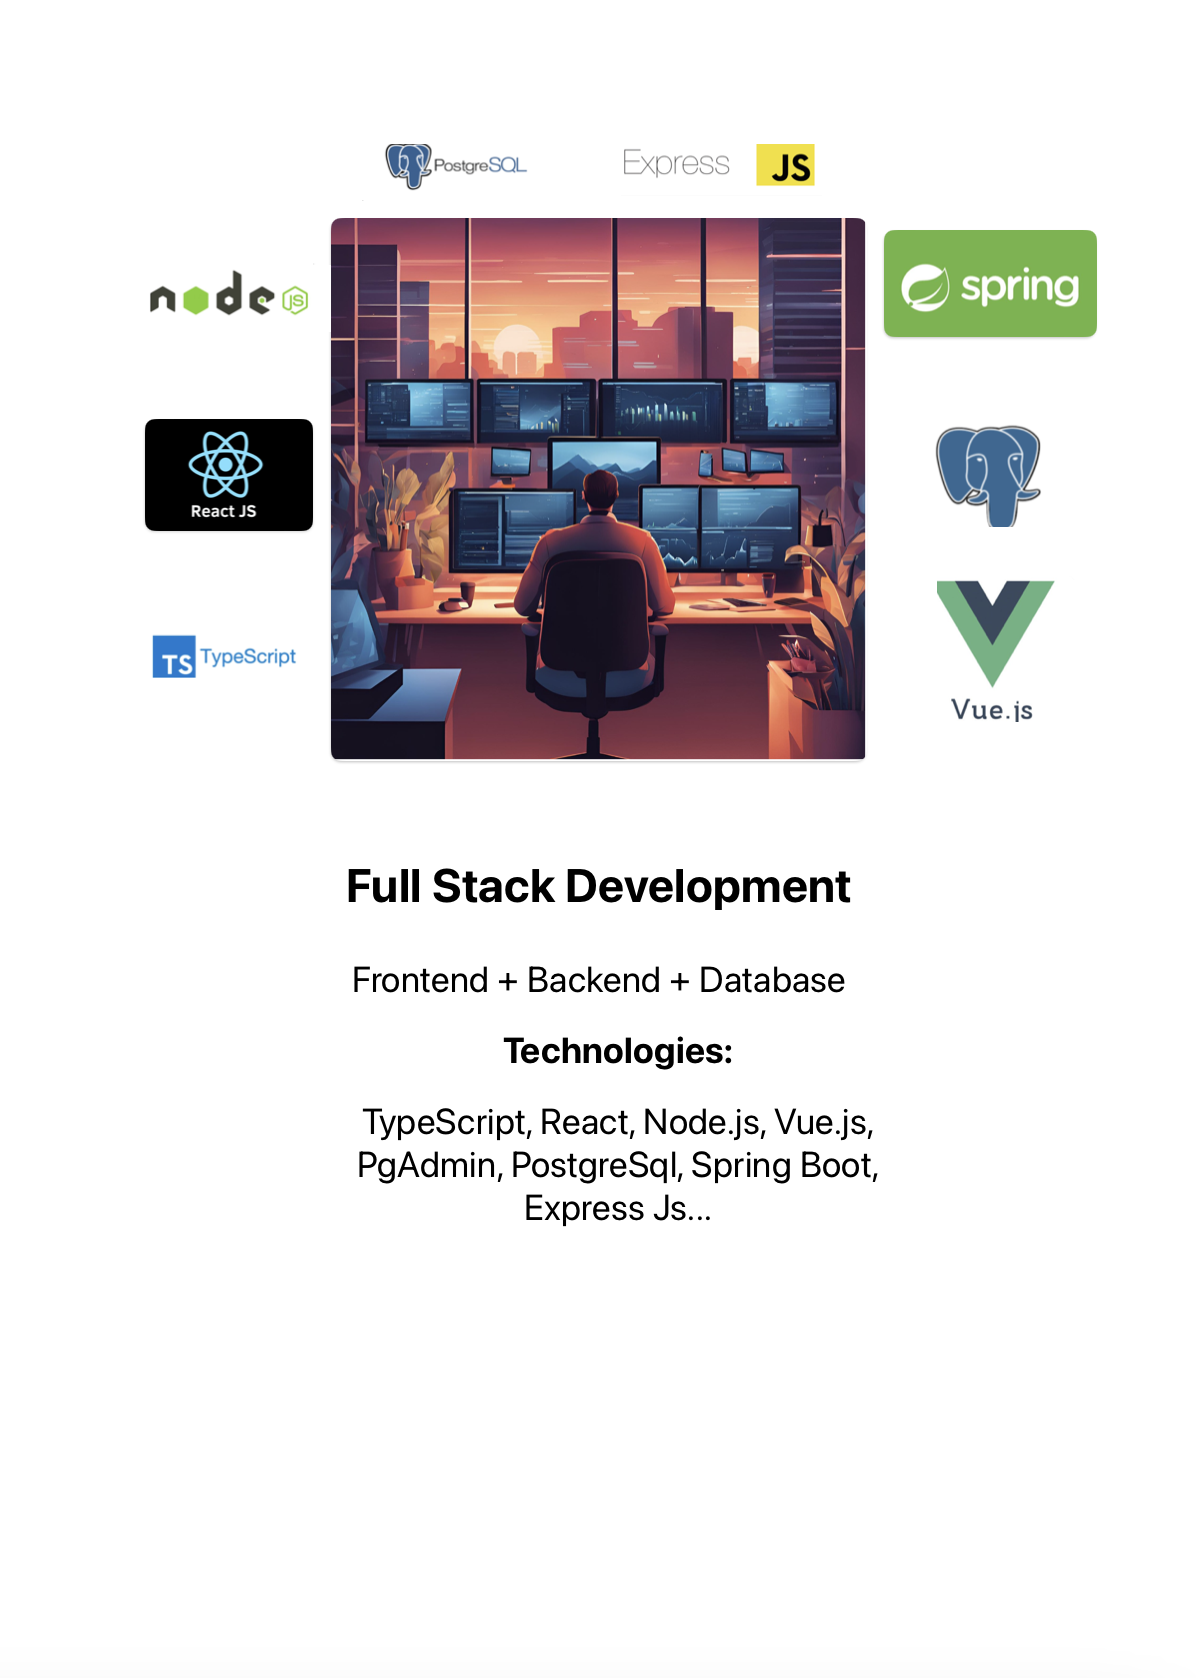 PostgreSQL
Express JS
node JS
spring
React JS
TS TypeScript
Vue.js
Full Stack Development
Frontend + Backend + Database
Technologies:
TypeScript, React, Node.js, Vue.js,
PgAdmin, PostgreSql, Spring Boot,
Express Js...